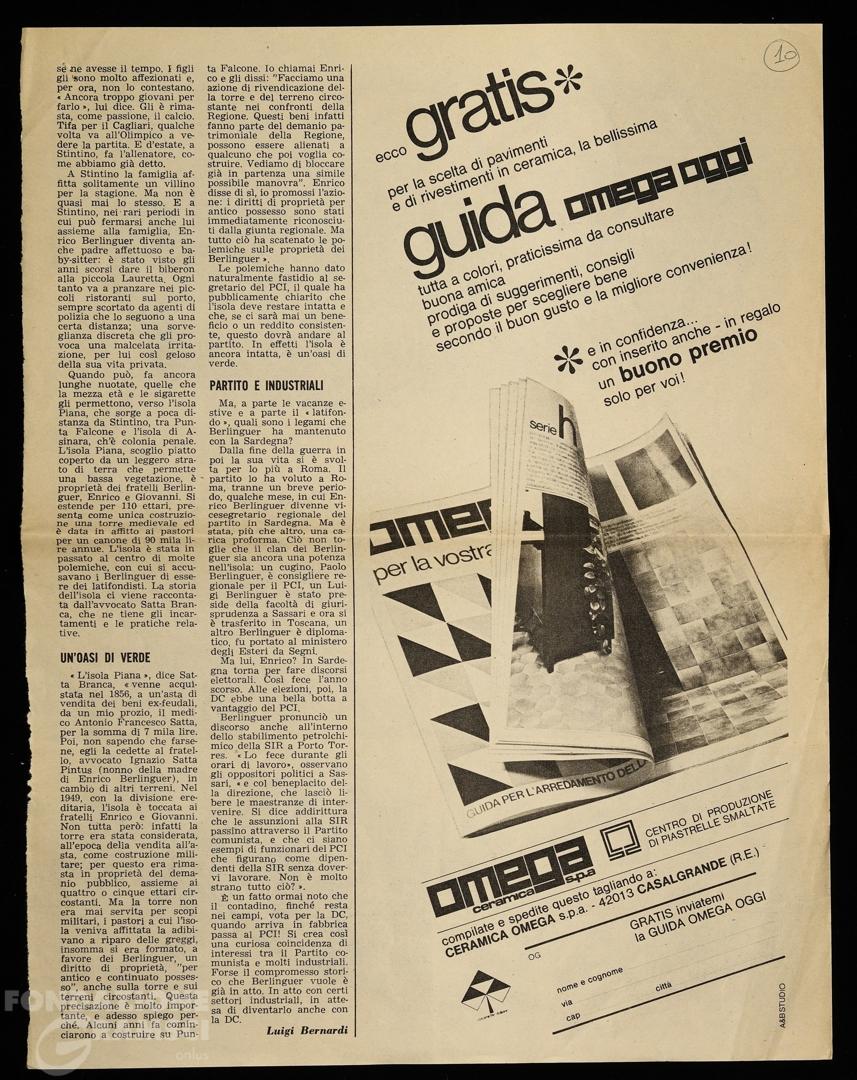 10
se ne avesse il tempo. I figli
gli sono molto affezionati e,
per ora, non lo contestano.
« Ancora troppo giovani per
farlo », lui dice. Gli è rima-
sta, come passione, il calcio.
Tifa per il Cagliari, qualche
volta va all'Olimpico a ve-
dere la partita. E d'estate, a
Stintino, fa l'allenatore, co-
me abbiamo già detto.
A Stintino la famiglia af-
fitta solitamente un villino
per la stagione. Ma non è
quasi mai lo stesso. E a
Stintino, nei rari periodi in
cui può fermarsi anche lui
assieme alla famiglia, En-
rico Berlinguer diventa an-
che padre affettuoso e ba-
by-sitter: è stato visto gli
anni scorsi dare il biberon
alla piccola Lauretta. Ogni
tanto va a pranzare nei pic-
coli ristoranti sul porto,
sempre scortato da agenti di
polizia che lo seguono a una
certa distanza; una sorve-
glianza discreta che gli pro-
voca una malcelata irrita-
zione, per lui così geloso
della sua vita privata.
Quando può, fa ancora
lunghe nuotate, quelle che
la mezza età e le sigarette
gli permettono, verso l'isola
Piana, che sorge a poca di-
stanza da Stintino, tra Pun-
ta Falcone e l'isola di A-
sinara, ch'è colonia penale.
L'isola Piana, scoglio piatto
coperto da un leggero stra-
to di terra che permette
una bassa vegetazione, è
proprietà dei fratelli Berlin-
guer, Enrico e Giovanni. Si
estende per 110 ettari, pre-
senta come unica costruzio-
ne una torre medievale ed
è data in affitto ai pastori
per un canone di 90 mila li-
re annue. L'isola è stata in
passato al centro di molte
polemiche, con cui si accu-
savano i Berlinguer di esse-
re dei latifondisti. La storia
dell'isola ci viene racconta-
ta dall'avvocato Satta Bran-
ca, che ne tiene gli incar-
tamenti e le pratiche rela-
tive.
UN'OASI DI VERDE
« L'isola Piana », dice Sat-
ta Branca, « venne acqui-
stata nel 1856, a un'asta di
vendita dei beni ex-feudali,
da un mio prozio, il medi-
co Antonio Francesco Satta,
per la somma di 7 mila lire.
Poi, non sapendo che farse-
ne, egli la cedette al fratel-
lo, avvocato Ignazio Satta
Pintus (nonno della madre
di Enrico Berlinguer), in
cambio di altri terreni. Nel
1949, con la divisione ere-
ditaria, l'isola è toccata ai
fratelli Enrico e Giovanni.
Non tutta però: infatti la
torre era stata considerata,
all'epoca della vendita all'a-
sta, come costruzione mili-
tare; per questo era rima-
sta in proprietà del dema-
nio pubblico, assieme ai
quattro o cinque ettari cir-
costanti. Ma la torre non
era mai servita per scopi
militari, i pastori a cui l'iso-
la veniva affittata la adibi-
vano a riparo delle greggi,
insomma si era formato, a
favore dei Berlinguer, un
diritto di proprietà, "per
antico e continuato posses-
so", anche sulla torre e sui
terreni circostanti. Questa
precisazione è molto impor-
tante, e adesso spiego per-
ché. Alcuni anni fa comin-
ciarono a costruire su Pun-
ta Falcone. Io chiamai Enri-
co e gli dissi: "Facciamo una
azione di rivendicazione del-
la torre e del terreno circo-
stante nei confronti della
Regione. Questi beni infatti
fanno parte del demanio pa-
trimoniale della Regione,
possono essere alienati a
qualcuno che poi voglia co-
struire. Vediamo di bloccare
già in partenza una simile
possibile manovra". Enrico
disse di sì, io promossi l'azio-
ne: i diritti di proprietà per
antico possesso sono stati
immediatamente riconosciu-
ti dalla giunta regionale. Ma
tutto ciò ha scatenato le po-
lemiche sulle proprietà dei
Berlinguer ».
Le polemiche hanno dato
naturalmente fastidio al se-
gretario del PCI, il quale ha
pubblicamente chiarito che
l'isola deve restare intatta e
che, se ci sarà mai un bene-
ficio o un reddito consisten-
te, questo dovrà andare al
partito. In effetti l'isola è
ancora intatta, è un'oasi di
verde.
PARTITO E INDUSTRIALI
Ma, a parte le vacanze e-
stive e a parte il « latifon-
do », quali sono i legami che
Berlinguer ha mantenuto
con la Sardegna?
Dalla fine della guerra in
poi la sua vita si è svol-
ta per lo più a Roma. Il
partito lo ha voluto a Ro-
ma, tranne un breve perio-
do, qualche mese, in cui En-
rico Berlinguer divenne vi-
cesegretario regionale del
partito in Sardegna. Ma è
stata, più che altro, una ca-
rica proforma. Ciò non to-
glie che il clan dei Berlin-
guer sia ancora una potenza
nell'isola: un cugino, Paolo
Berlinguer, è consigliere re-
gionale per il PCI, un Lui-
gi Berlinguer è stato pre-
side della facoltà di giuri-
sprudenza a Sassari e ora si
è trasferito in Toscana, un
altro Berlinguer è diploma-
tico, fu portato al ministero
degli Esteri da Segni.
Ma lui, Enrico? In Sarde-
gna torna per fare discorsi
elettorali. Così fece l'anno
scorso. Alle elezioni, poi, la
DC ebbe una bella botta a
vantaggio del PCI.
Berlinguer pronunciò un
discorso anche all'interno
dello stabilimento petrolchi-
mico della SIR a Porto Tor-
res. « Lo fece durante gli
orari di lavoro», osservano
gli oppositori politici a Sas-
sari, « e col beneplacito del-
la direzione, che lasciò li-
bere le maestranze di inter-
venire. Si dice addirittura
che le assunzioni alla SIR
passino attraverso il Partito
comunista, e che ci siano
esempi di funzionari del PCI
che figurano come dipen-
denti della SIR senza dover-
vi lavorare. Non è molto
strano tutto ciò? ».
È un fatto ormai noto che
il contadino, finché resta
nei campi, vota per la DC,
quando arriva in fabbrica
passa al PCI! Si crea così
una curiosa coincidenza di
interessi tra il Partito co-
munista e molti industriali.
Forse il compromesso stori-
co che Berlinguer vuole è
già in atto. In atto con certi
settori industriali, in atte-
sa di diventarlo anche con
la DC.
Luigi Bernardi
ecco gratis*
per la scelta di pavimenti
e di rivestimenti in ceramica, la bellissima
guida omega oggi
tutta a colori, praticissima da consultare
buona amica
prodiga di suggerimenti, consigli
e proposte per scegliere bene
secondo il buon gusto e la migliore convenienza!
* e in confidenza...
con inserito anche - in regalo
un buono premio
solo per voi!
serie h
omeg
per la vostra
GUIDA PER L'ARREDAMENTO DELL
omega
ceramica s.p.a
CENTRO DI PRODUZIONE
DI PIASTRELLE SMALTATE
compilate e spedite questo tagliando a:
CERAMICA OMEGA s.p.a. - 42013 CASALGRANDE (R.E.)
OG
GRATIS inviatemi
la GUIDA OMEGA OGGI
nome e cognome
via
città
cap
A&BSTUDIO
onlus